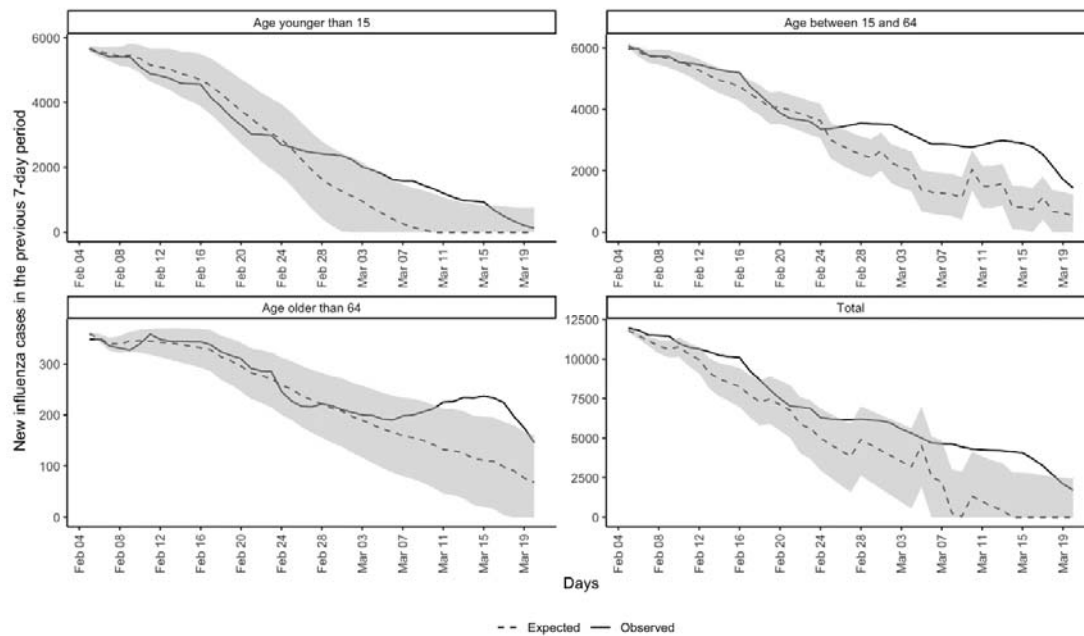 Age younger than 15
Age between 15 and 64
6000
4000
2000
0
6000
4000
2000
0
Feb 04
Feb 08
Feb 12
Feb 16
Feb 20
Feb 24
Feb 28
Mar 03
Mar 07
Mar 11
Mar 15
Mar 19
Feb 04
Feb 08
Feb 12
Feb 16
Feb 20
Feb 24
Feb 28
Mar 03
Mar 07
Mar 11
Mar 15
Mar 19
New influenza cases in the previous 7-day period
Age older than 64
Total
300
200
100
0
12500
10000
7500
5000
2500
0
Feb 04
Feb 08
Feb 12
Feb 16
Feb 20
Feb 24
Feb 28
Mar 03
Mar 07
Mar 11
Mar 15
Mar 19
Feb 04
Feb 08
Feb 12
Feb 16
Feb 20
Feb 24
Feb 28
Mar 03
Mar 07
Mar 11
Mar 15
Mar 19
Days
Expected
Observed